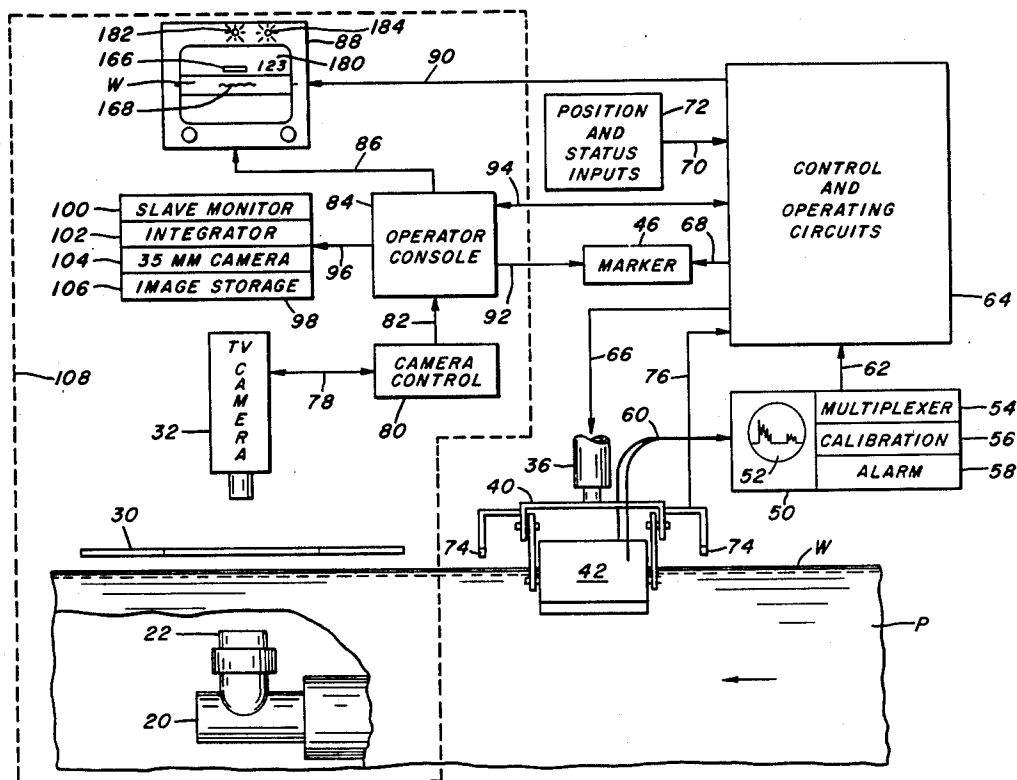 182
184
88
166
W
168
123
180
90
POSITION
AND
STATUS
INPUTS
72
70
CONTROL
AND
OPERATING
CIRCUITS
64
86
84
OPERATOR
CONSOLE
94
46
MARKER
68
92
96
100
SLAVE MONITOR
102
INTEGRATOR
104
35 MM CAMERA
106
IMAGE STORAGE
98
82
108
32
TV
CAMERA
78
CAMERA
CONTROL
80
66
76
62
60
MULTIPLEXER
54
CALIBRATION
56
ALARM
58
52
50
36
40
30
74
74
42
W
P
22
20